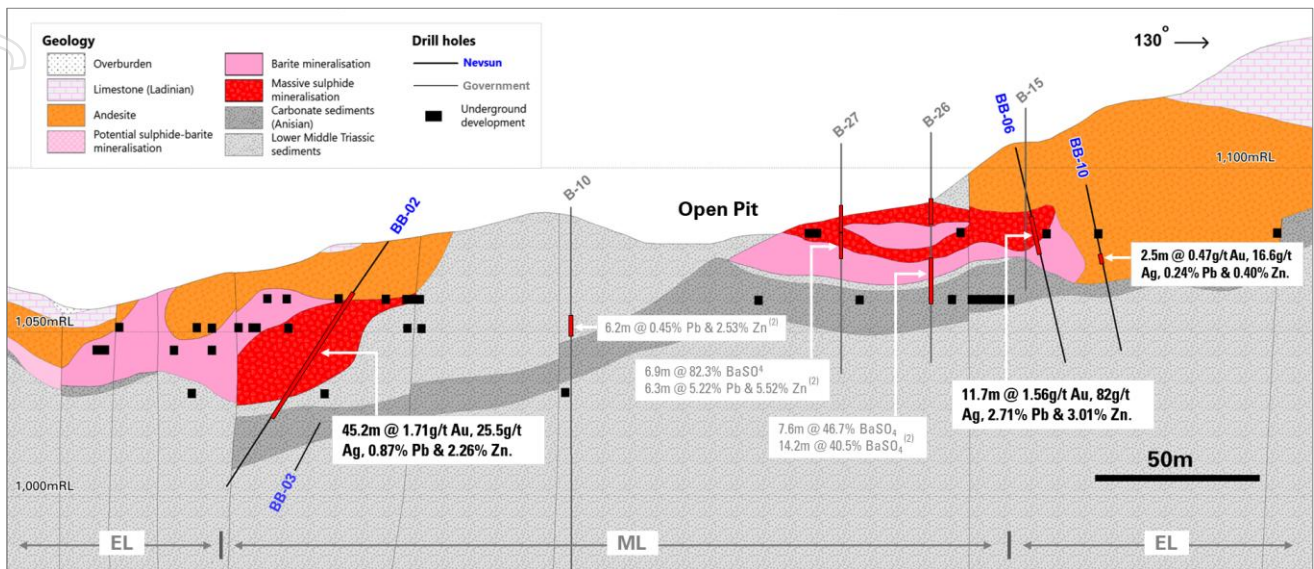 Geology
Overburden
Limestone (Ladinian)
Andesite
Potential sulphide-barite
mineralisation
Barite mineralisation
Massive sulphide
mineralisation
Carbonate sediments
(Anisian)
Lower Middle Triassic
sediments
Drill holes
Nevsun
Government
Underground
development
130°
BB-06
B-15
B-26
B-27
BB-10
1,100mRL
B-10
BB-02
Open Pit
2.5m @ 0.47g/t Au, 16.6g/t
Ag, 0.24% Pb & 0.40% Zn.
1,050mRL
6.2m @ 0.45% Pb & 2.53% Zn (2)
6.9m @ 82.3% BaSO⁴
6.3m @ 5.22% Pb & 5.52% Zn (2)
11.7m @ 1.56g/t Au, 82g/t
Ag, 2.71% Pb & 3.01% Zn.
45.2m @ 1.71g/t Au, 25.5g/t
Ag, 0.87% Pb & 2.26% Zn.
7.6m @ 46.7% BaSO₄
14.2m @ 40.5% BaSO₄ (2)
50m
BB-03
1,000mRL
EL
ML
EL